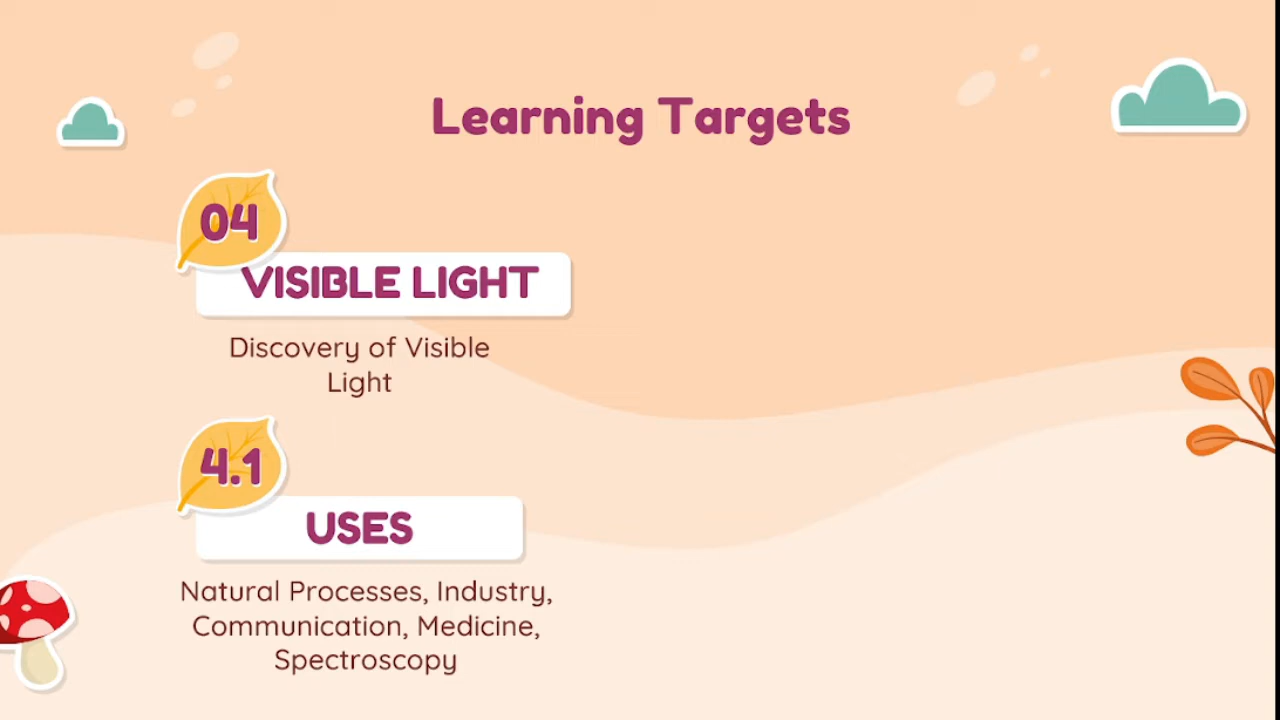 Learning Targets
04
VISIBLE LIGHT
Discovery of Visible
Light
4.1
USES
Natural Processes, Industry,
Communication, Medicine,
Spectroscopy